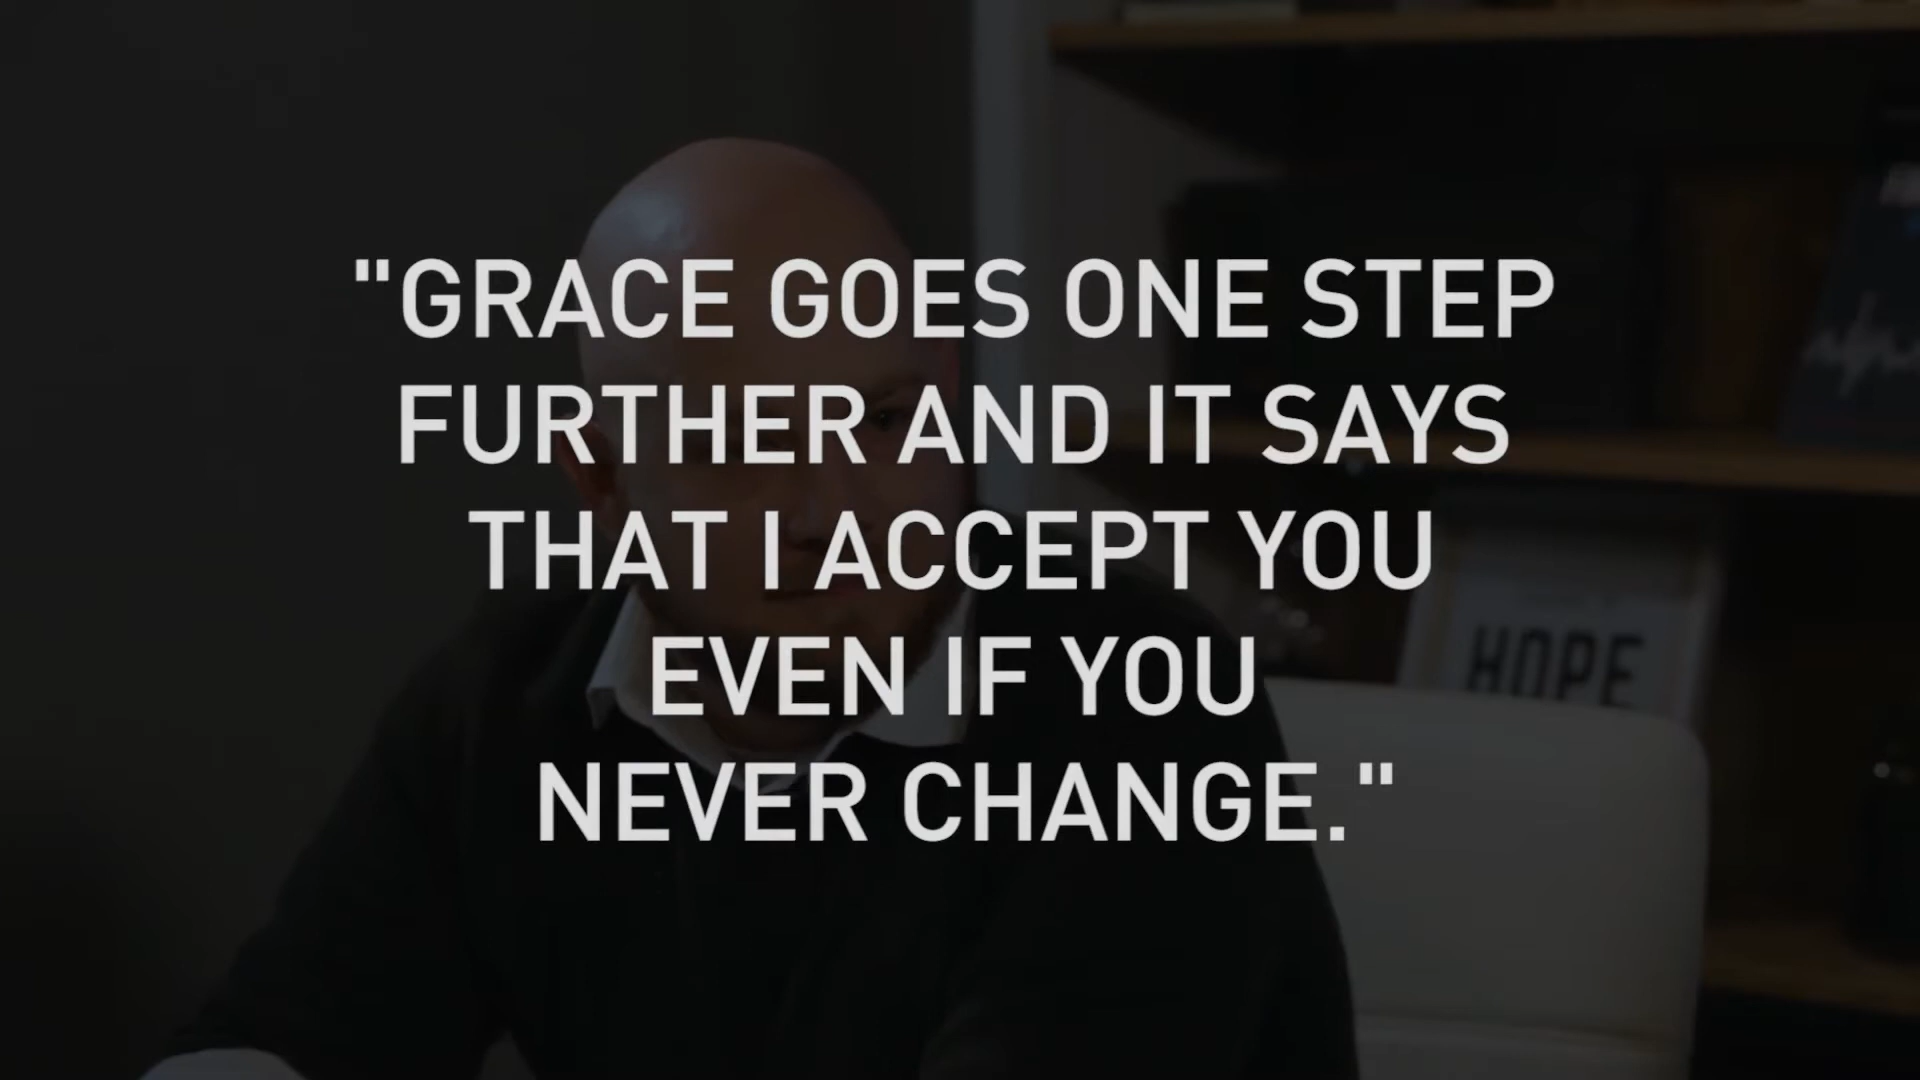 "GRACE GOES ONE STEP
FURTHER AND IT SAYS
THAT I ACCEPT YOU
EVEN IF YOU
NEVER CHANGE."
HOPE